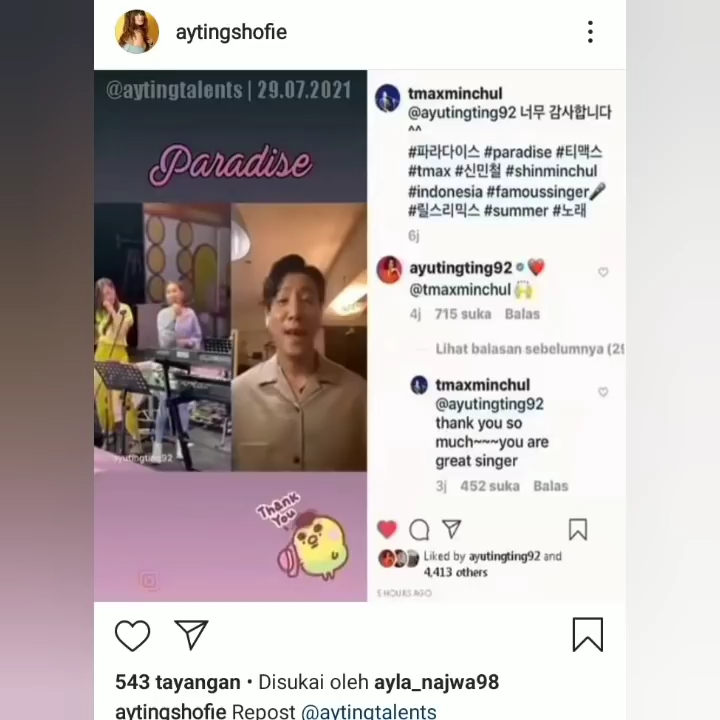 aytingshofie
@aytingtalents | 29.07.2021
Paradise
ayutingting92
Thank
You
tmaxminchul
@ayutingting92 너무 감사합니다
^^
#파라다이스 #paradise #티맥스
#tmax #신민철 #shinminchul
#indonesia #famoussinger🎤
#릴스리믹스 #summer #노래
6j
ayutingting92 ❤️
@tmaxminchul 🙌
4j 715 suka Balas
Lihat balasan sebelumnya (2
tmaxminchul
@ayutingting92
thank you so
much~~~you are
great singer
3j 452 suka Balas
Liked by ayutingting92 and
4,413 others
5 HOURS AGO
543 tayangan • Disukai oleh ayla_najwa98
aytingshofie Repost @aytingtalents